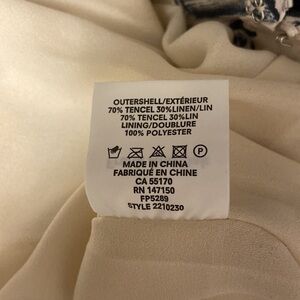 OUTERSHELL/EXTÉRIEUR
70% TENCEL 30%LINEN/LIN
70% TENCEL 30%LIN
LINING/DOUBLURE
100% POLYESTER
P
MADE IN CHINA
FABRIQUÉ EN CHINE
CA 55170
RN 147150
FP5289
STYLE 2210230